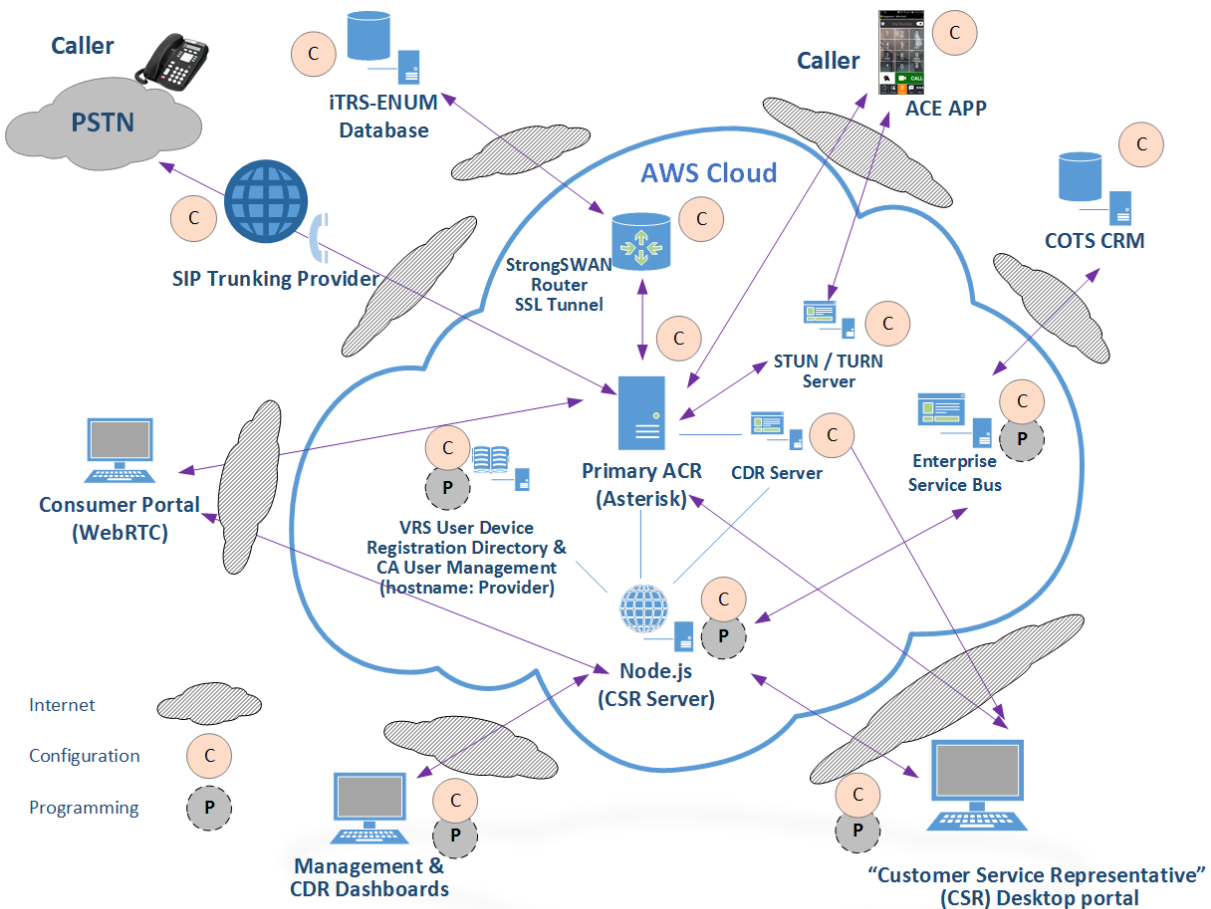 Caller
PSTN
C
iTRS-ENUM
Database
Caller
C
CALL
ACE APP
C
COTS CRM
C
SIP Trunking Provider
AWS Cloud
C
StrongSWAN
Router
SSL Tunnel
C
C
STUN / TURN
Server
C
P
Enterprise
Service Bus
Consumer Portal
(WebRTC)
C
P
VRS User Device
Registration Directory &
CA User Management
(hostname: Provider)
Primary ACR
(Asterisk)
C
CDR Server
C
P
Node.js
(CSR Server)
Internet
Configuration
C
Programming
P
C
P
Management &
CDR Dashboards
C
P
“Customer Service Representative”
(CSR) Desktop portal